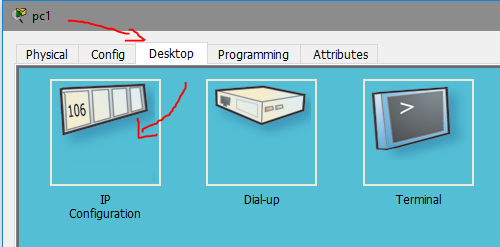 pc1
Physical Config Desktop Programming Attributes
106 >
IP Dial-up Terminal
Configuration